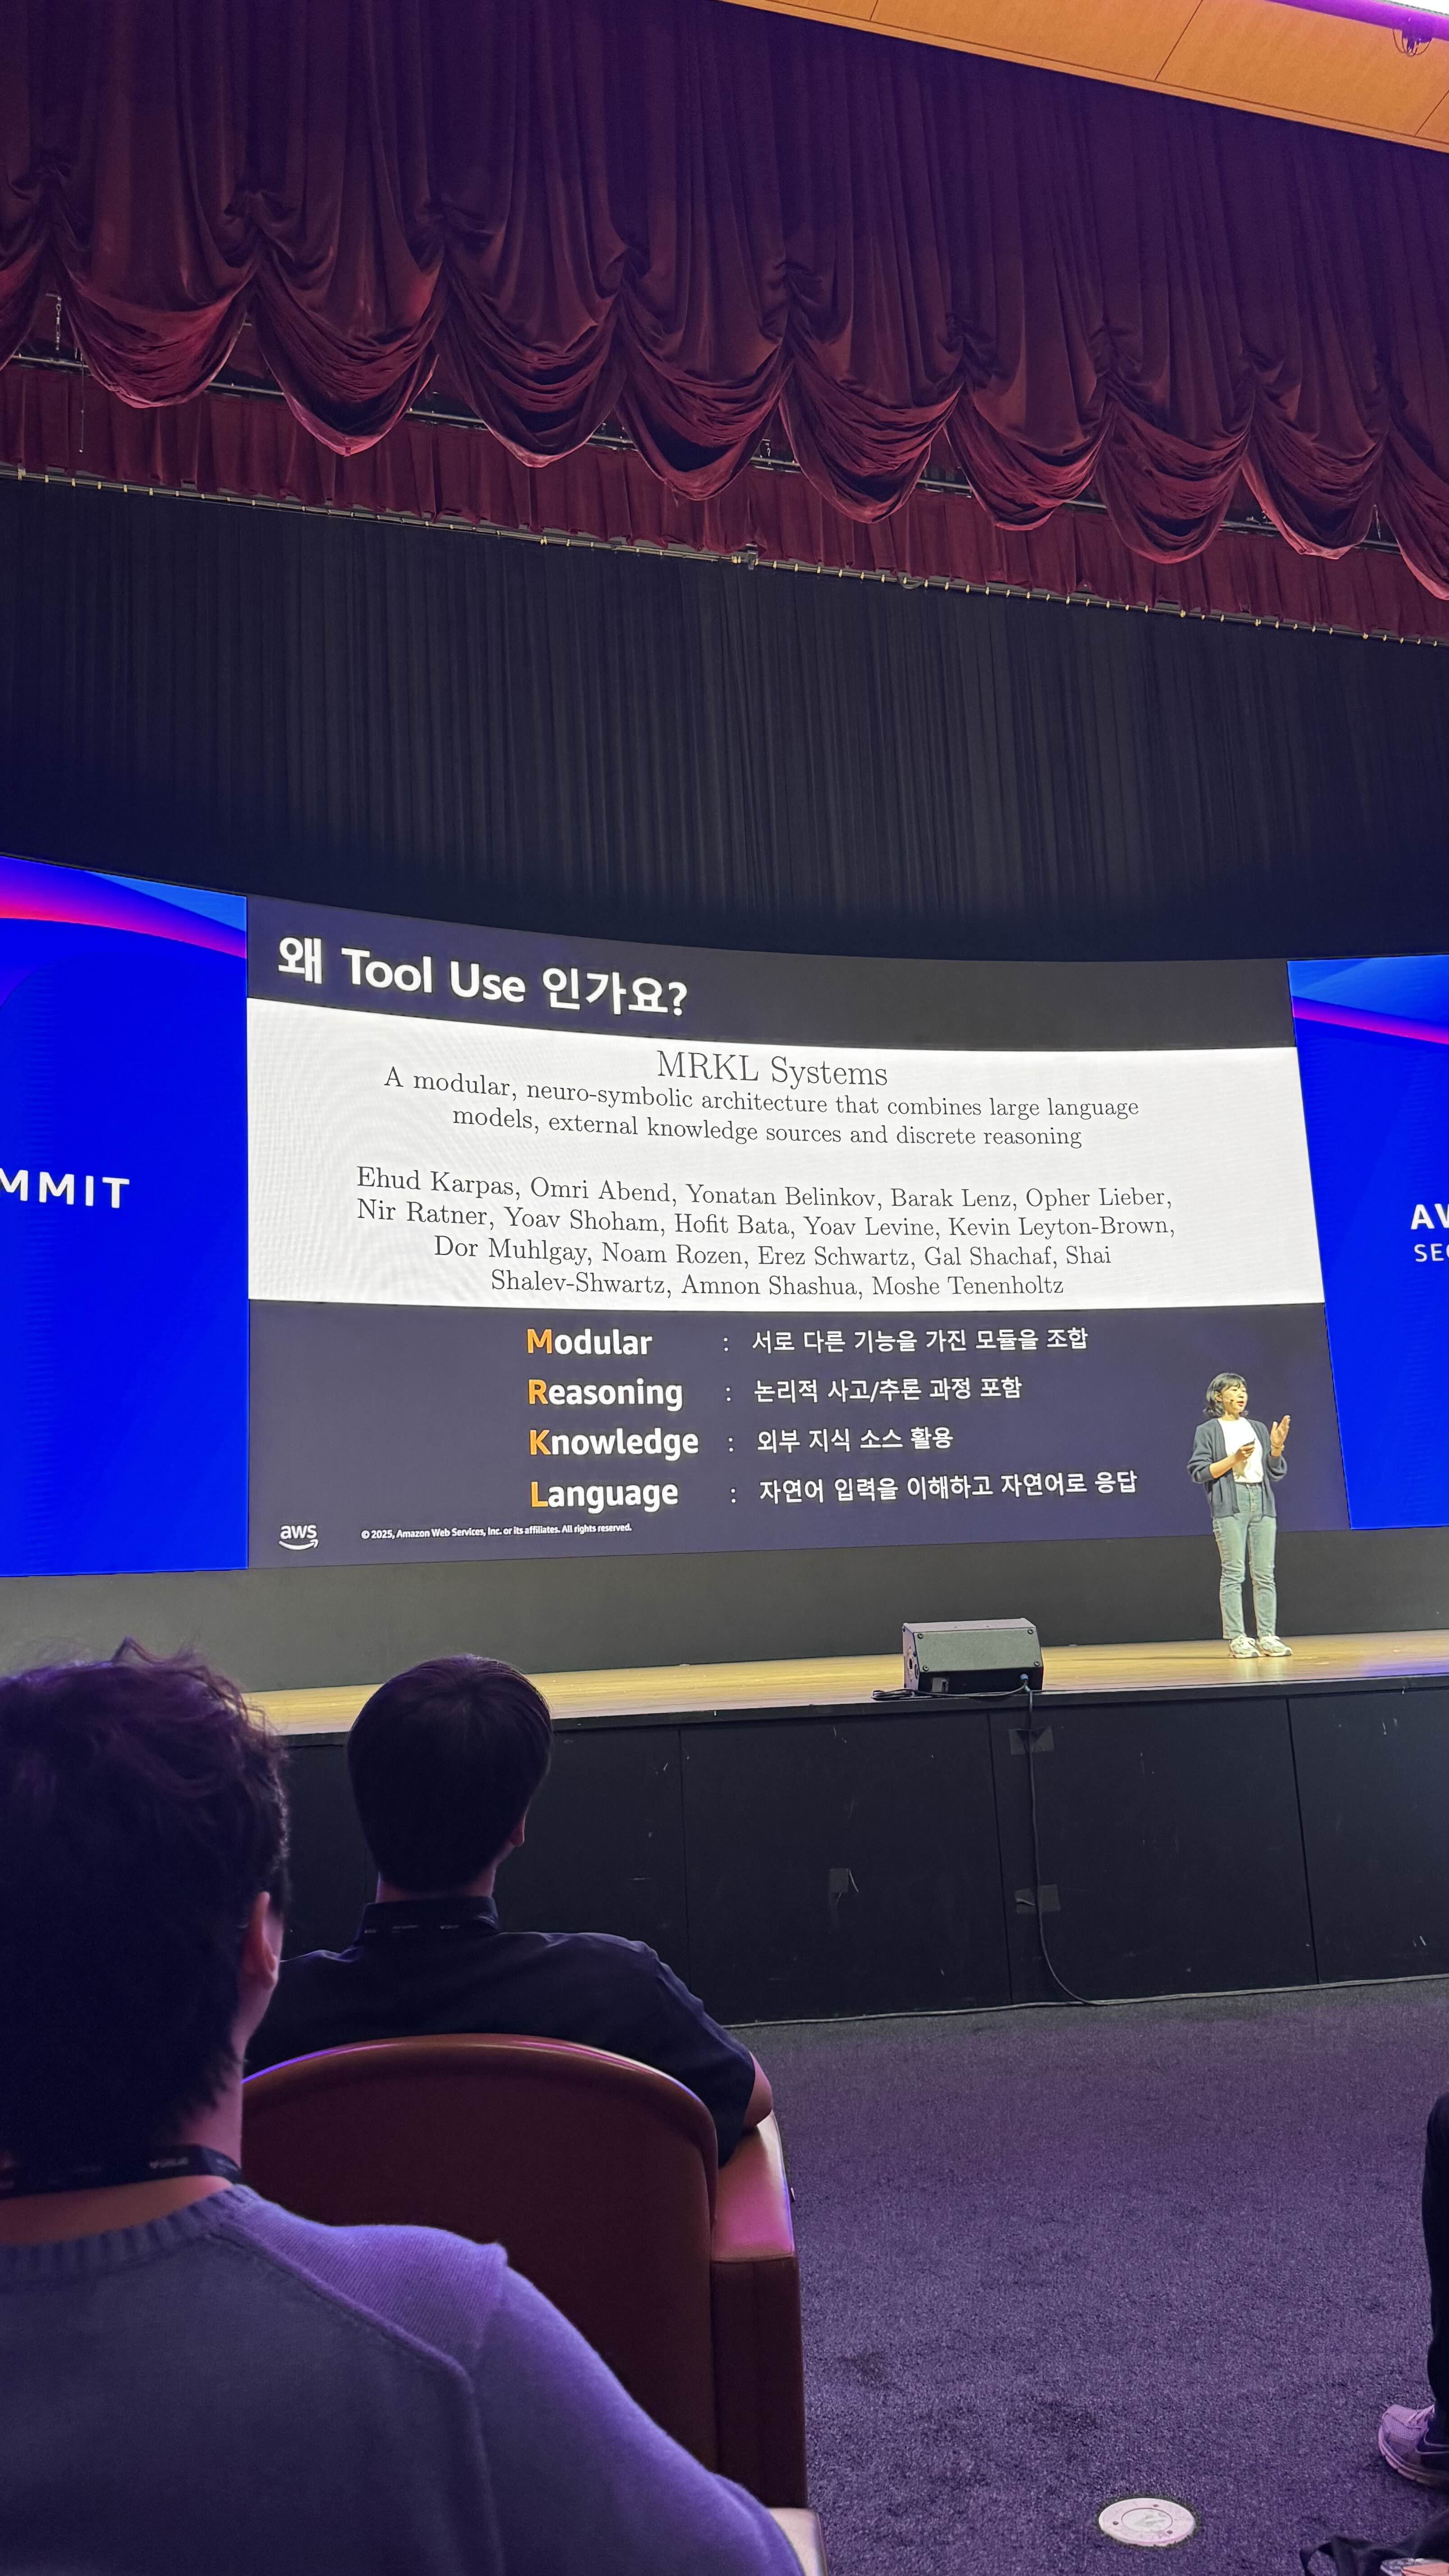 왜 Tool Use 인가요?
MRKL Systems
A modular, neuro-symbolic architecture that combines large language
models, external knowledge sources and discrete reasoning
Ehud Karpas, Omri Abend, Yonatan Belinkov, Barak Lenz, Opher Lieber,
Nir Ratner, Yoav Shoham, Hofit Bata, Yoav Levine, Kevin Leyton-Brown,
Dor Muhlgay, Noam Rozen, Erez Schwartz, Gal Shachaf, Shai
Shalev-Shwartz, Amnon Shashua, Moshe Tenenholtz
MMIT
AW
SEO
Modular : 서로 다른 기능을 가진 모듈을 조합
Reasoning : 논리적 사고/추론 과정 포함
Knowledge : 외부 지식 소스 활용
Language : 자연어 입력을 이해하고 자연어로 응답
aws © 2025, Amazon Web Services, Inc. or its affiliates. All rights reserved.